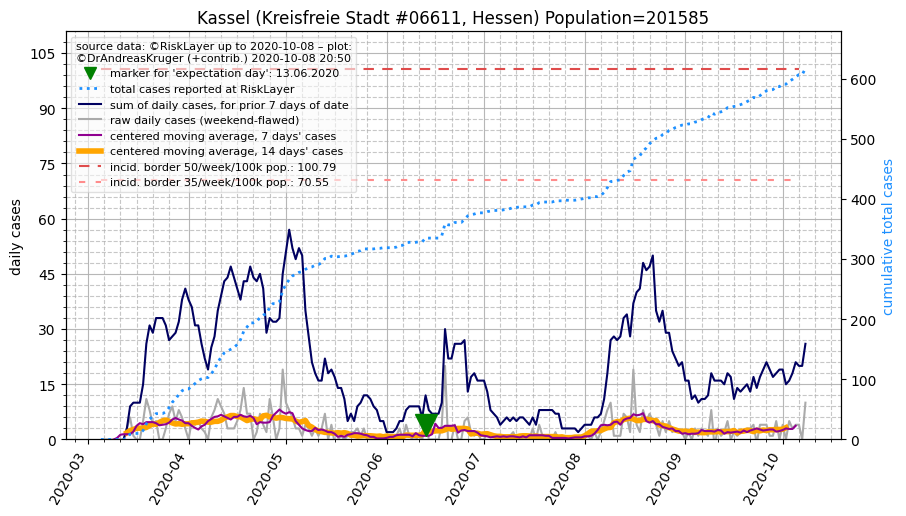 Kassel (Kreisfreie Stadt #06611, Hessen) Population=201585
source data: ©RiskLayer up to 2020-10-08 – plot:
©DrAndreasKruger (+contrib.) 2020-10-08 20:50
marker for 'expectation day': 13.06.2020
total cases reported at RiskLayer
sum of daily cases, for prior 7 days of date
raw daily cases (weekend-flawed)
centered moving average, 7 days' cases
centered moving average, 14 days' cases
incid. border 50/week/100k pop.: 100.79
incid. border 35/week/100k pop.: 70.55
daily cases
105
90
75
60
45
30
15
0
cumulative total cases
600
500
400
300
200
100
0
2020-03
2020-04
2020-05
2020-06
2020-07
2020-08
2020-09
2020-10